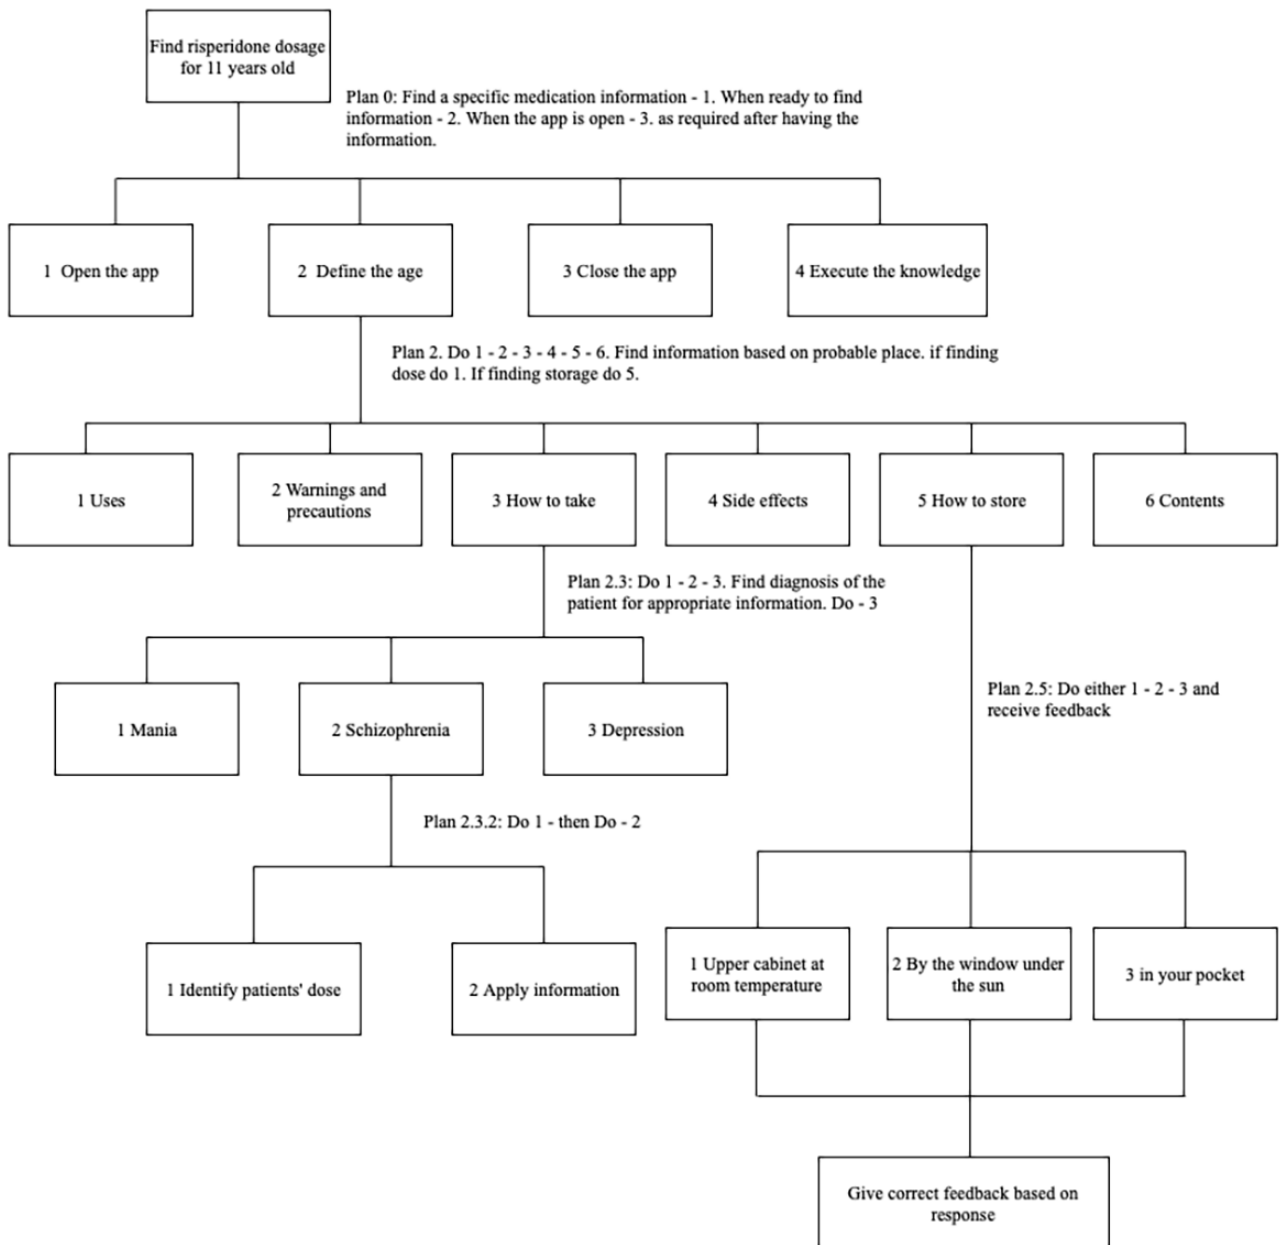 Find risperidone dosage
for 11 years old
Plan 0: Find a specific medication information - 1. When ready to find
information - 2. When the app is open - 3. as required after having the
information.
1 Open the app
2 Define the age
3 Close the app
4 Execute the knowledge
Plan 2. Do 1 - 2 - 3 - 4 - 5 - 6. Find information based on probable place. if finding
dose do 1. If finding storage do 5.
1 Uses
2 Warnings and
precautions
3 How to take
4 Side effects
5 How to store
6 Contents
Plan 2.3: Do 1 - 2 - 3. Find diagnosis of the
patient for appropriate information. Do - 3
1 Mania
2 Schizophrenia
3 Depression
Plan 2.5: Do either 1 - 2 - 3 and
receive feedback
Plan 2.3.2: Do 1 - then Do - 2
1 Identify patients' dose
2 Apply information
1 Upper cabinet at
room temperature
2 By the window under
the sun
3 in your pocket
Give correct feedback based on
response